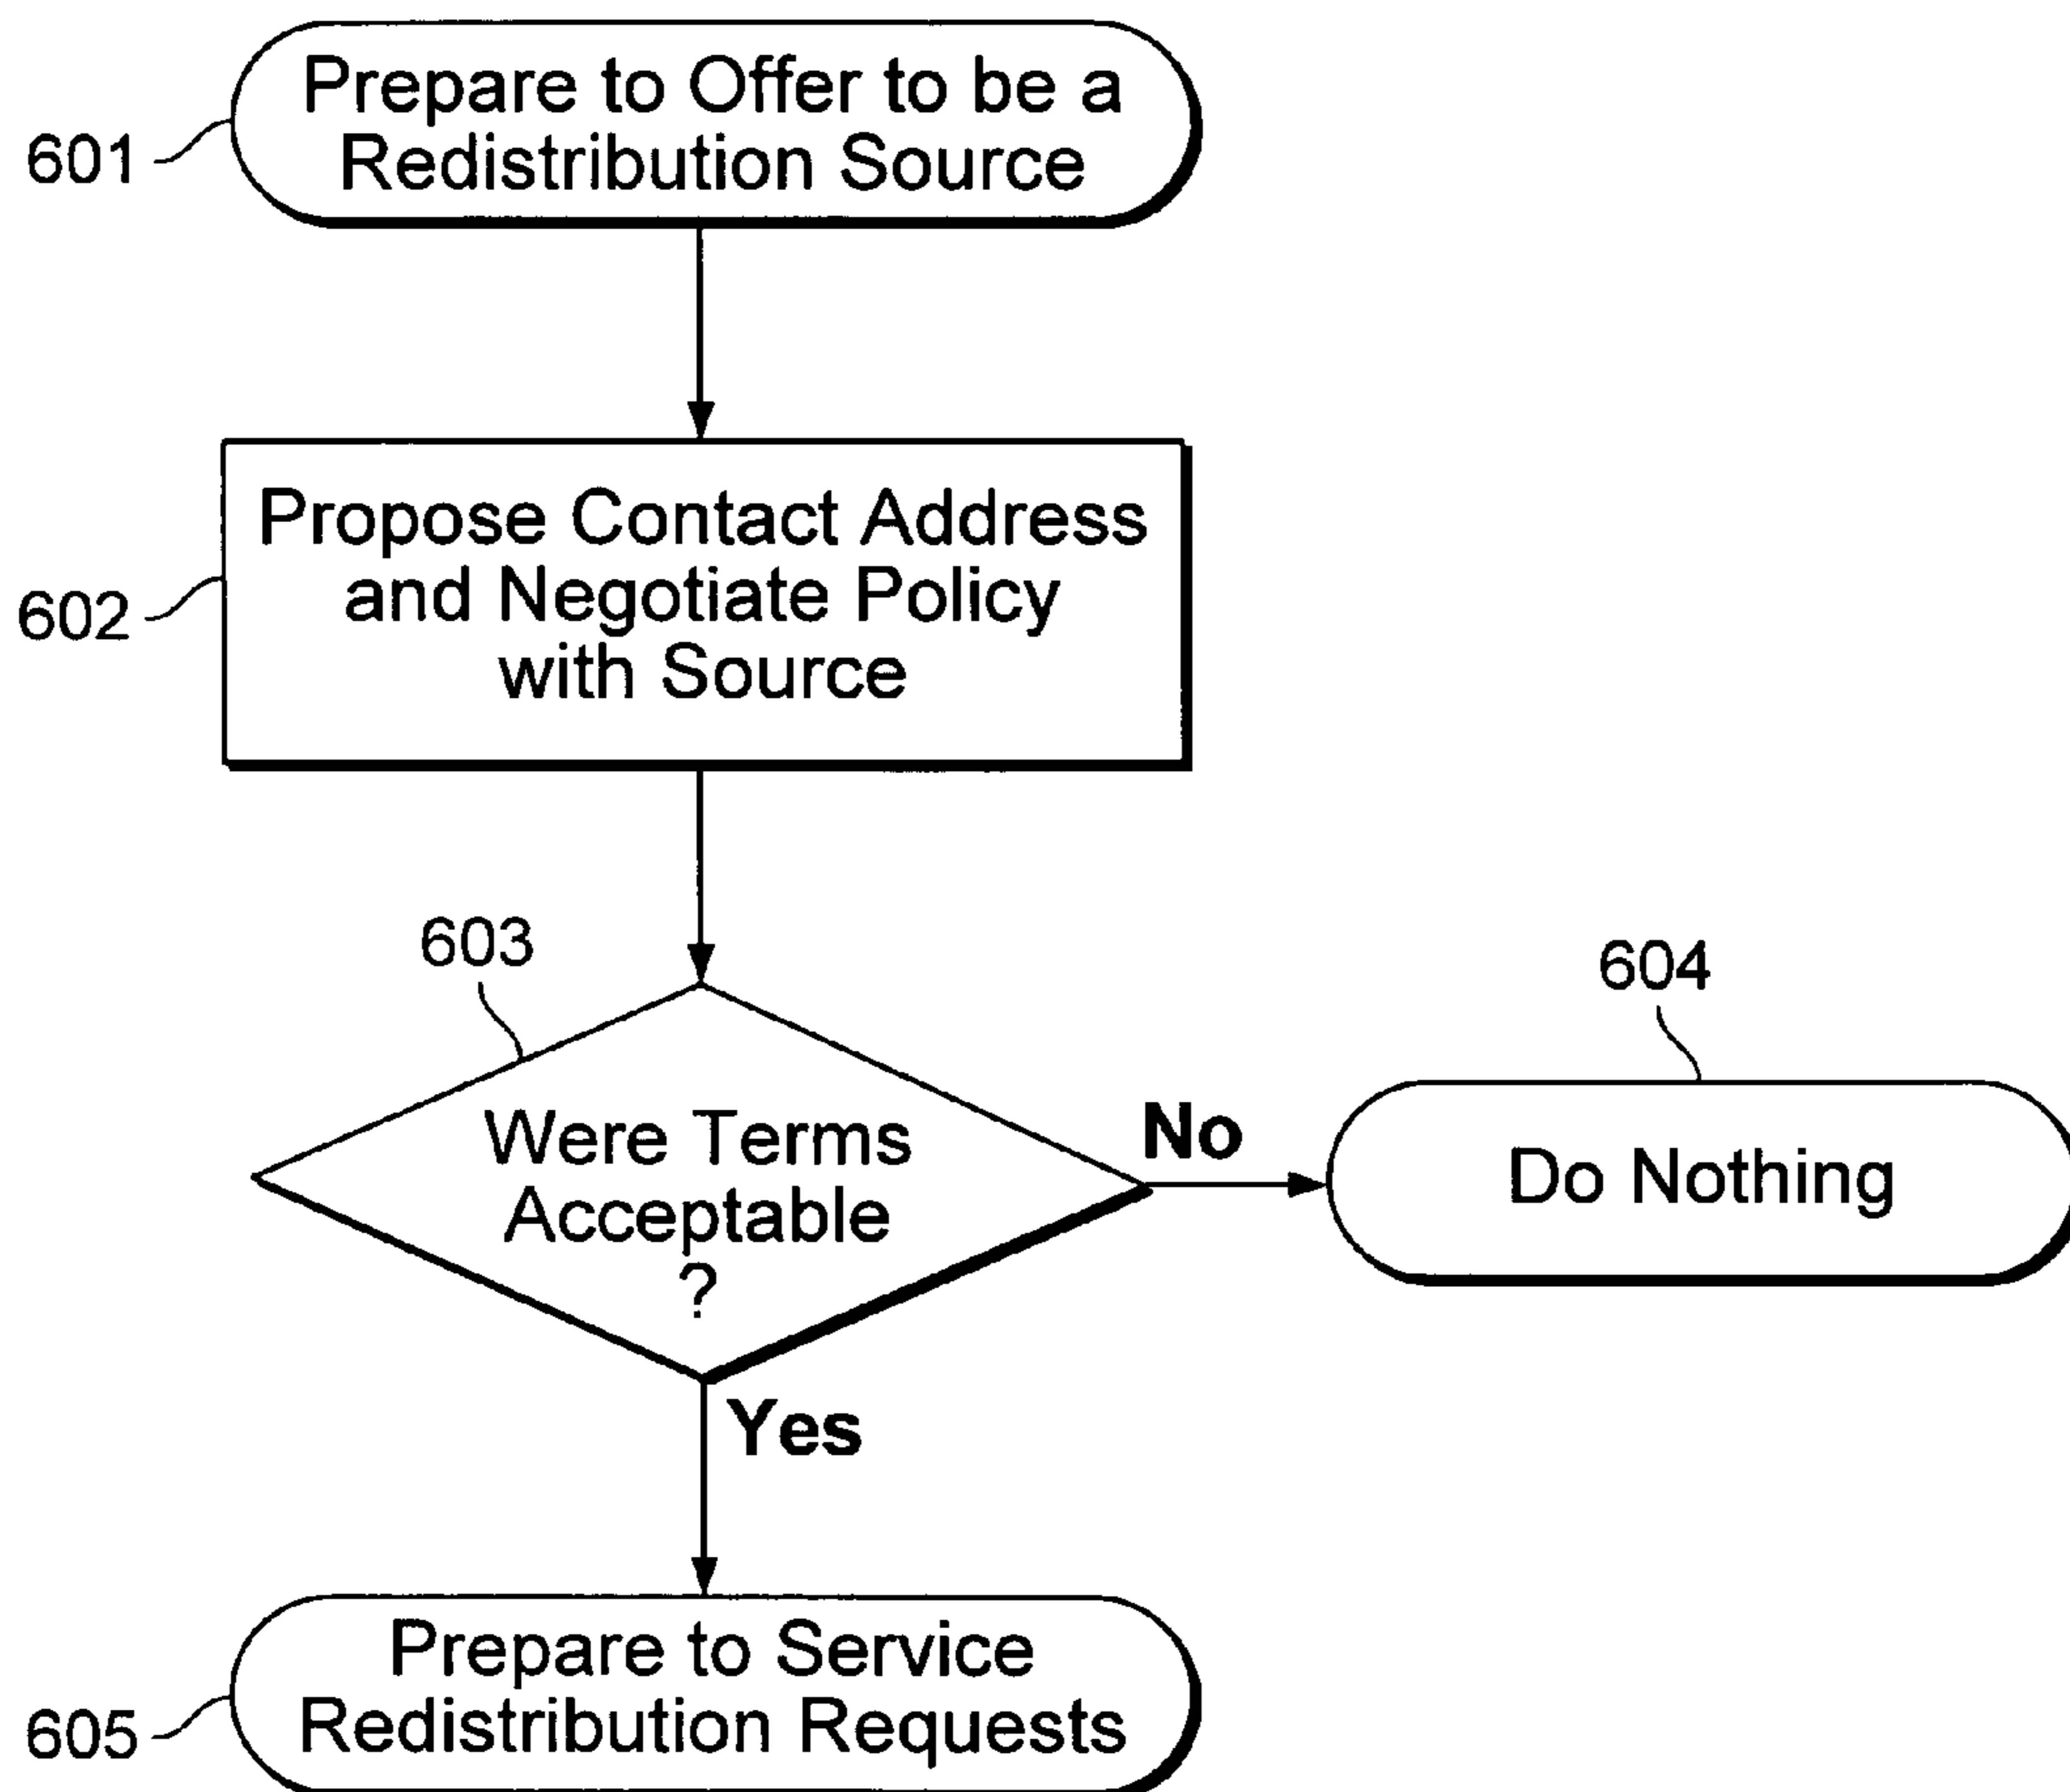 Prepare to Offer to be a
Redistribution Source
601
Propose Contact Address
and Negotiate Policy
with Source
602
603
Were Terms
Acceptable
?
No
604
Do Nothing
Yes
Prepare to Service
Redistribution Requests
605